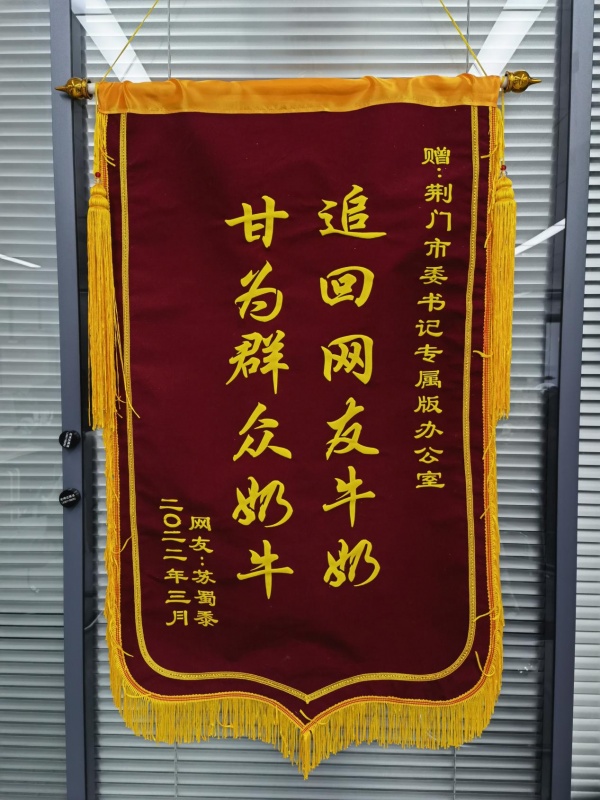 赠：荆门市委书记专属版办公室
追回网友牛奶
甘为群众奶牛
网友：苏蜀黍
二〇二二年三月